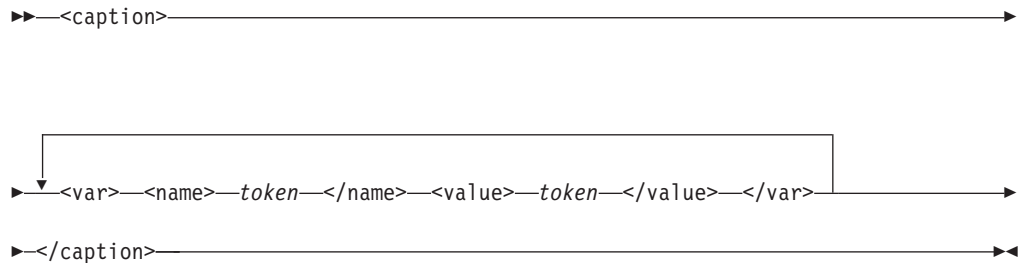 <caption>
<var> <name> token </name> <value> token </value> </var>
</caption>